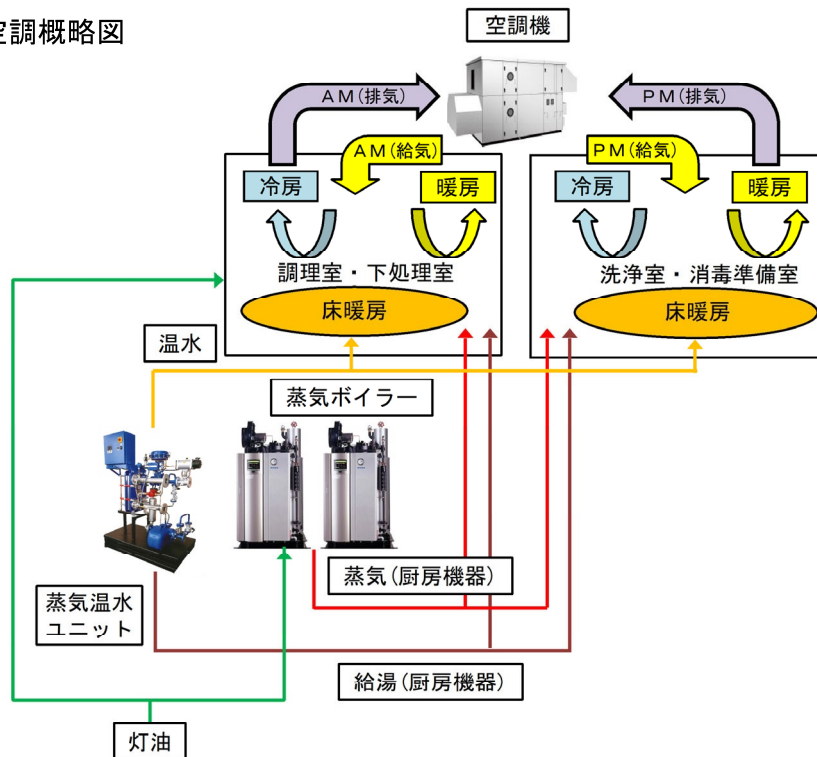 空調概略図
空調機
AM(排気)
PM(排気)
AM(給気)
PM(給気)
冷房
暖房
冷房
暖房
調理室・下処理室
洗浄室・消毒準備室
床暖房
床暖房
温水
蒸気ボイラー
蒸気(厨房機器)
蒸気温水
ユニット
給湯(厨房機器)
灯油